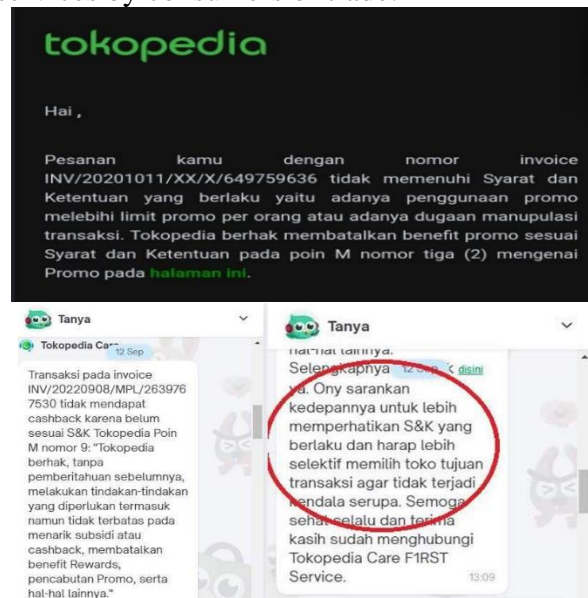 tokopedia
Hai ,
Pesanan kamu dengan nomor invoice
INV/20201011/XX/X/649759636 tidak memenuhi Syarat dan
Ketentuan yang berlaku yaitu adanya penggunaan promo
melebihi limit promo per orang atau adanya dugaan manupulasi
transaksi. Tokopedia berhak membatalkan benefit promo sesuai
Syarat dan Ketentuan pada poin M nomor tiga (2) mengenai
Promo pada halaman ini.
Tanya
Tokopedia Care
12 Sep
Transaksi pada invoice
INV/20220908/MPL/263976
7530 tidak mendapat
cashback karena belum
sesuai S&K Tokopedia Poin
M nomor 9: "Tokopedia
berhak, tanpa
pemberitahuan sebelumnya,
melakukan tindakan-tindakan
yang diperlukan termasuk
namun tidak terbatas pada
menarik subsidi atau
cashback, membatalkan
benefit Rewards,
pencabutan Promo, serta
hal-hal lainnya."
Tanya
hal-hal lainnya.
Selengkapnya 12 Sep k disini
ya. Ony sarankan
kedepannya untuk lebih
memperhatikan S&K yang
berlaku dan harap lebih
selektif memilih toko tujuan
transaksi agar tidak terjadi
kendala serupa. Semoga
sehat selalu dan terima
kasih sudah menghubungi
Tokopedia Care F1RST
Service.
13:09